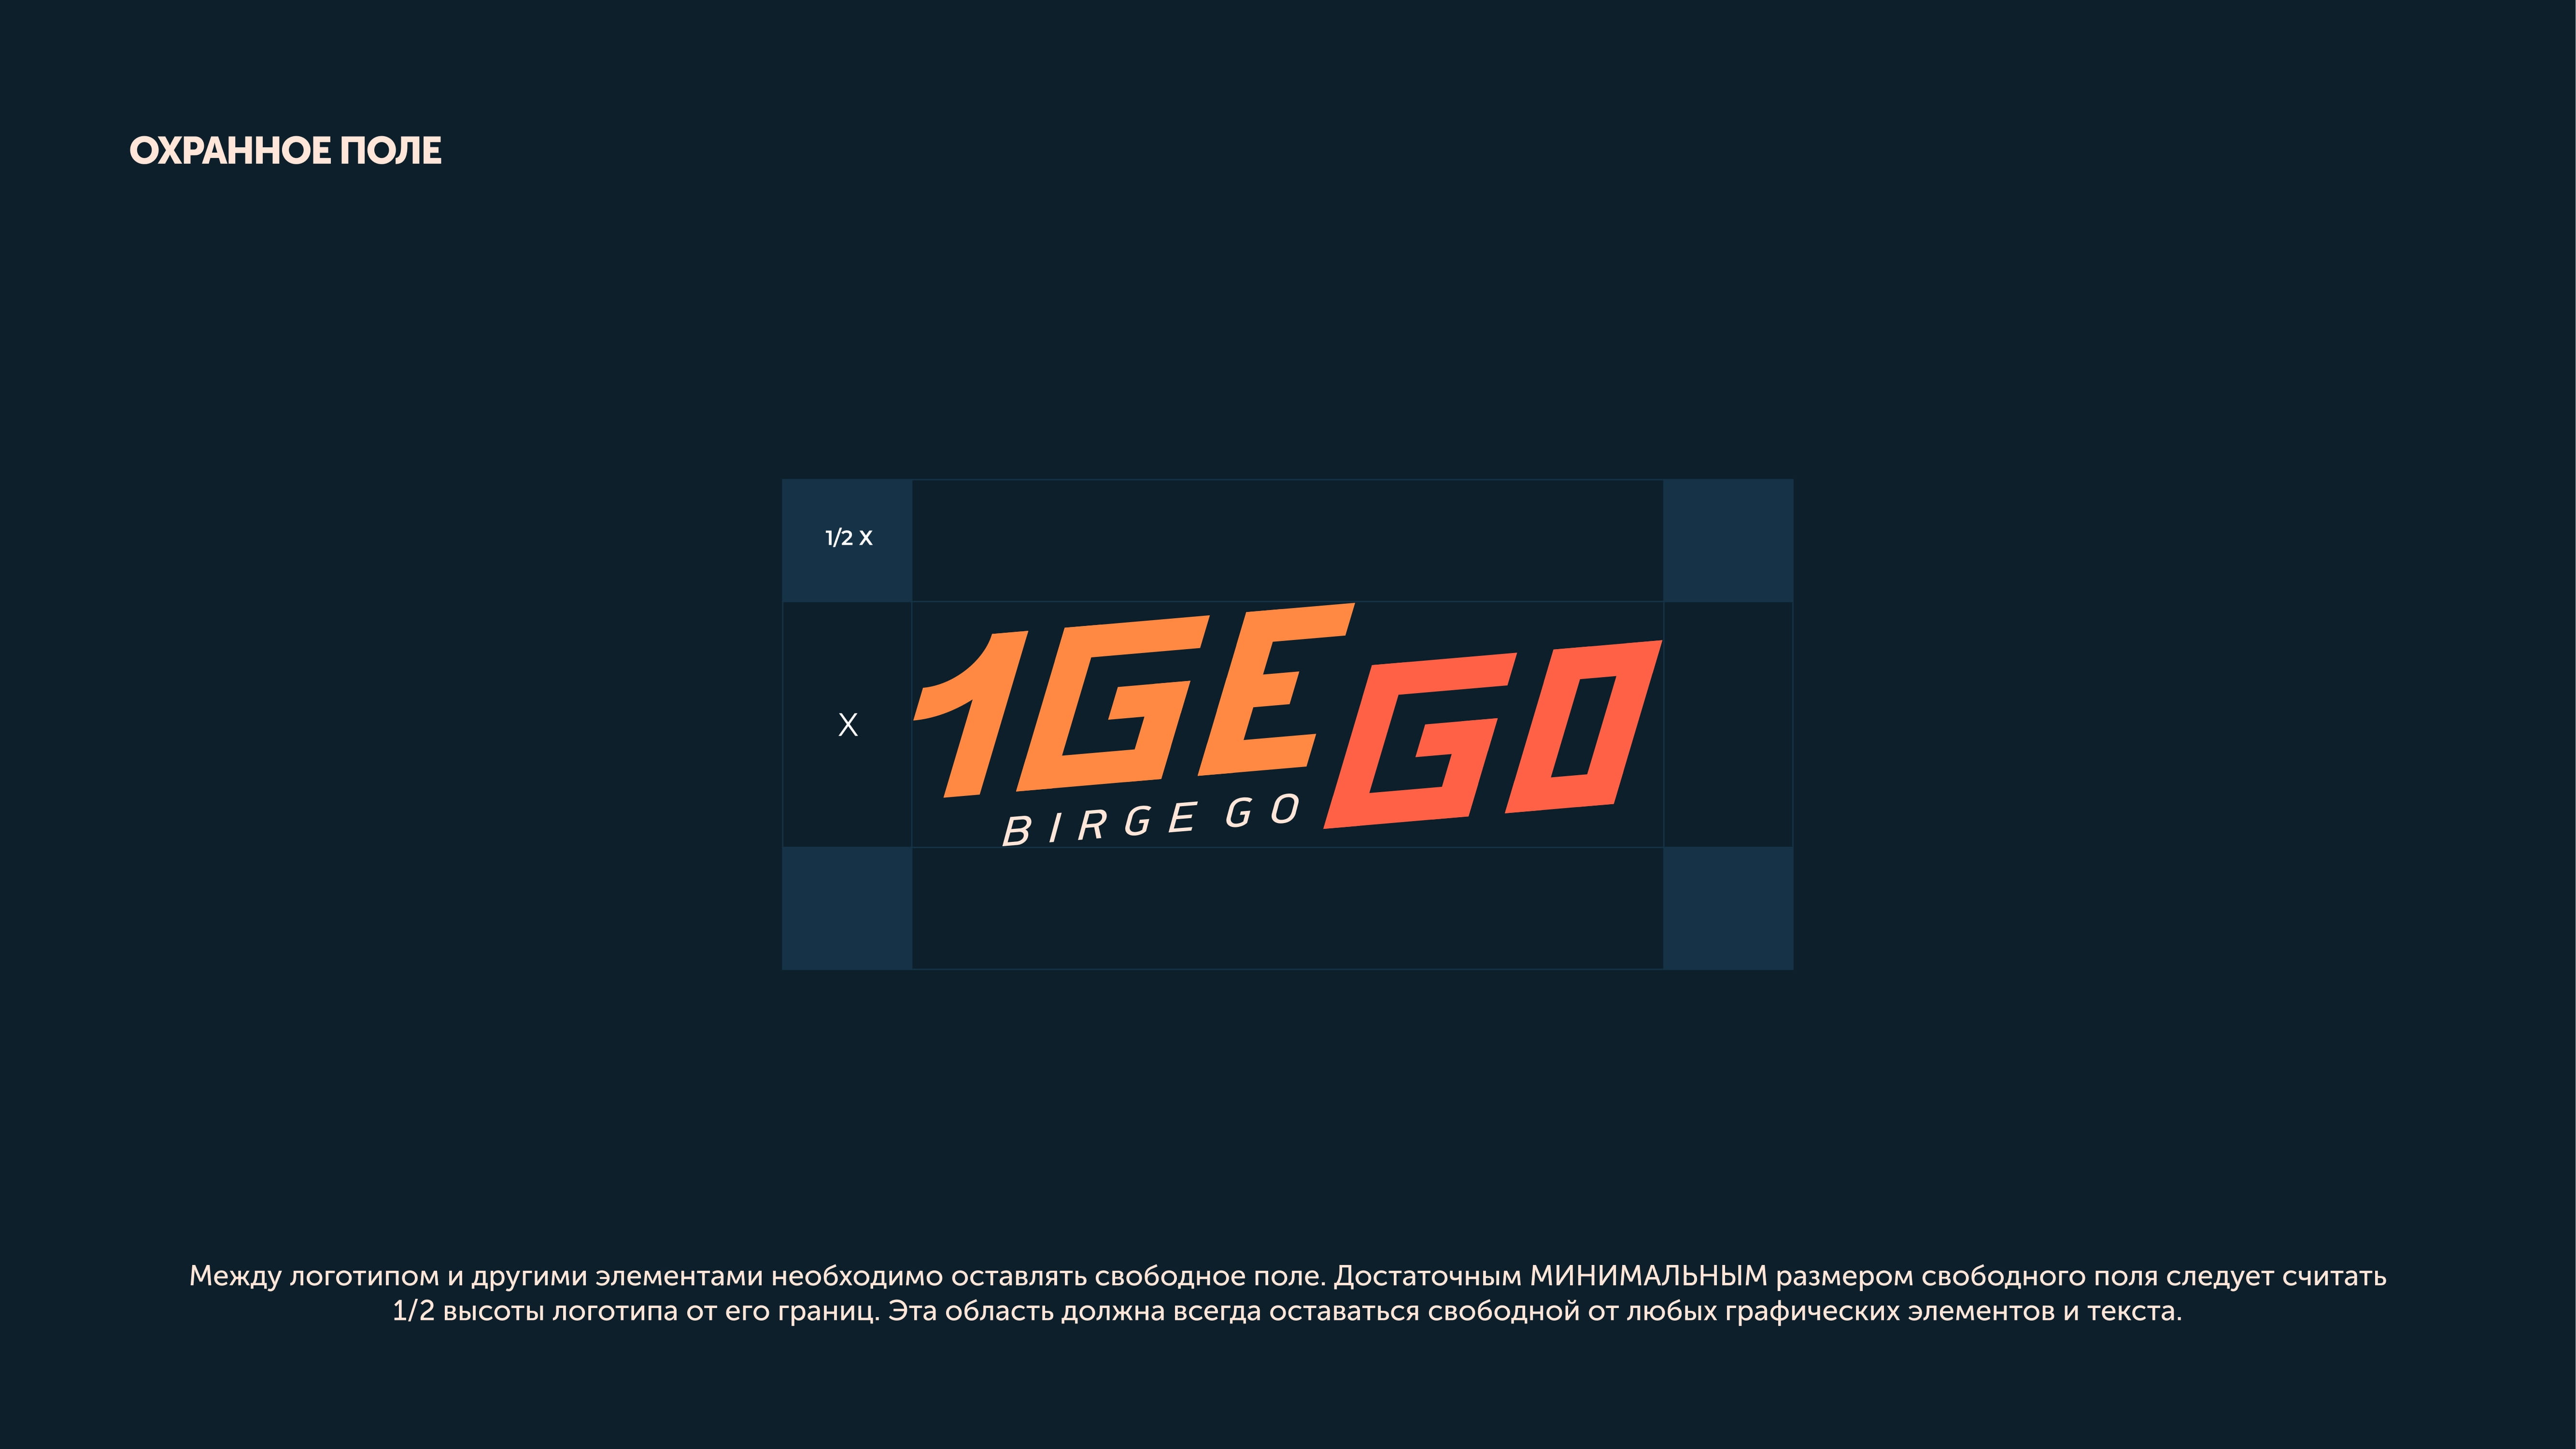 ОХРАННОЕ ПОЛЕ
1/2 X
X
1GE GO
BIRGE GO
Между логотипом и другими элементами необходимо оставлять свободное поле. Достаточным МИНИМАЛЬНЫМ размером свободного поля следует считать
1/2 высоты логотипа от его границ. Эта область должна всегда оставаться свободной от любых графических элементов и текста.